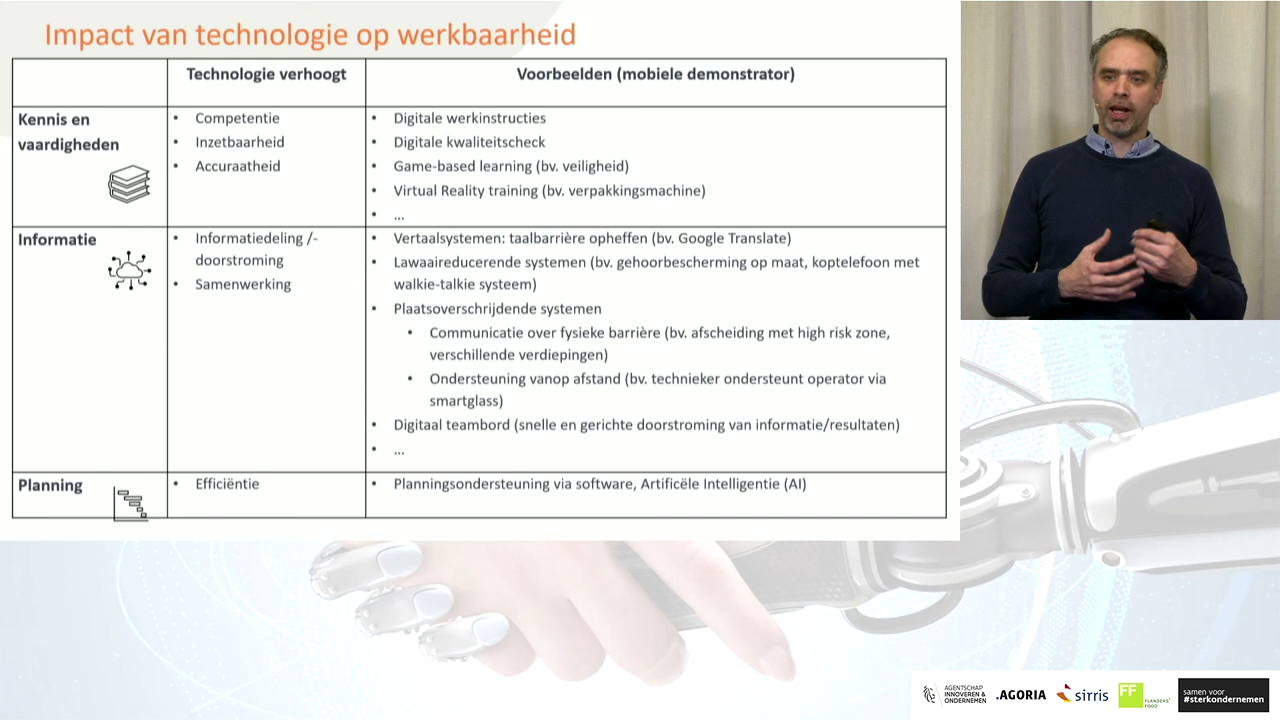 Impact van technologie op werkbaarheid
Technologie verhoogt
Voorbeelden (mobiele demonstrator)
Kennis en
vaardigheden
• Competentie
• Inzetbaarheid
• Accuraatheid
• Digitale werkinstructies
• Digitale kwaliteitscheck
• Game-based learning (bv. veiligheid)
• Virtual Reality training (bv. verpakkingsmachine)
• ...
Informatie
• Informatiedeling /-
doorstroming
• Samenwerking
• Vertaalsystemen: taalbarrière opheffen (bv. Google Translate)
• Lawaaireducerende systemen (bv. gehoorbescherming op maat, koptelefoon met
walkie-talkie systeem)
• Plaatsoverschrijdende systemen
• Communicatie over fysieke barrière (bv. afscheiding met high risk zone,
verschillende verdiepingen)
• Ondersteuning vanop afstand (bv. technieker ondersteunt operator via
smartglass)
• Digitaal teambord (snelle en gerichte doorstroming van informatie/resultaten)
• ...
Planning
• Efficiëntie
• Planningsondersteuning via software, Artificële Intelligentie (AI)
AGENTSCHAP
INNOVEREN &
ONDERNEMEN
.AGORIA
sirris
FF
FLANDERS'
FOOD
samen voor
#sterkondernemen